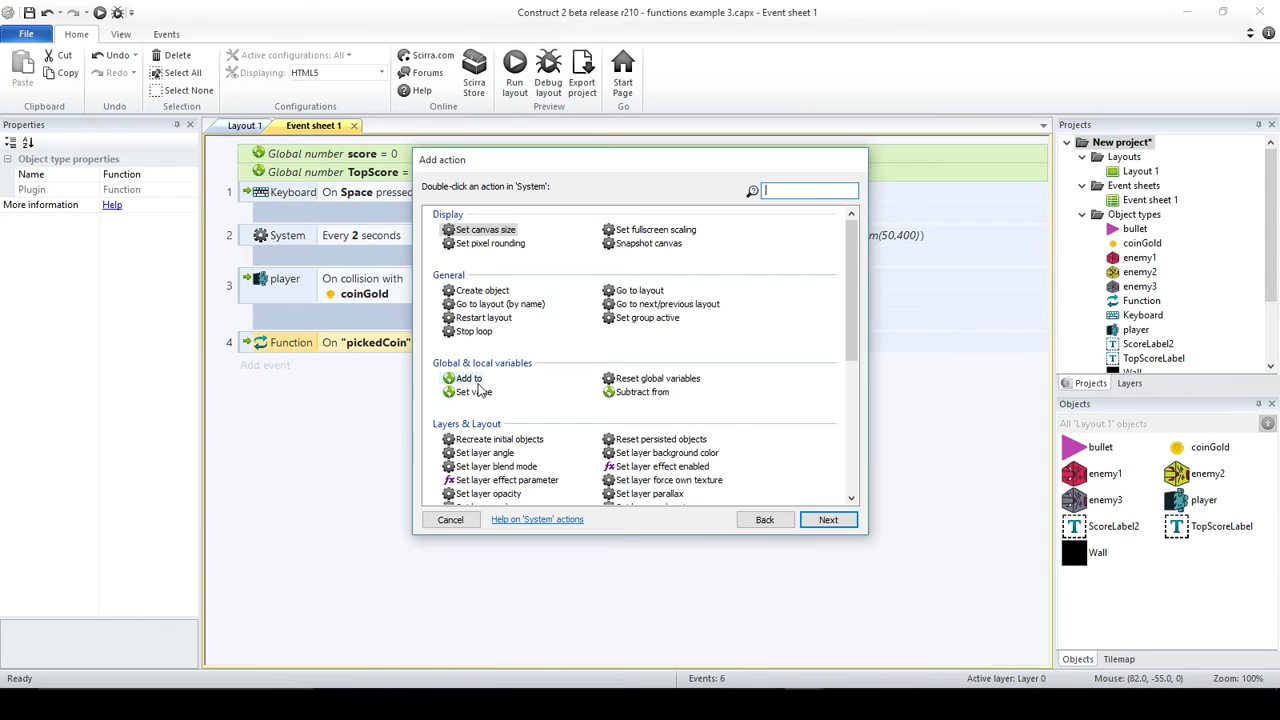 Construct 2 beta release r210 - functions example 3.capx - Event sheet 1
File Home View Events
Paste Cut Copy
Clipboard
Undo Redo
Undo
Delete Select All Select None
Selection
Active configurations: All
Displaying: HTML5
Configurations
Scirra.com Forums Help Scirra Store
Online
Run layout Debug layout Export project
Preview
Start Page
Go
Properties
Object type properties
Name Function
Plugin Function
More information Help
Layout 1 Event sheet 1
Global number score = 0
Global number TopScore =
1 Keyboard On Space pressed
2 System Every 2 seconds
3 player On collision with coinGold
4 Function On "pickedCoin"
Add event
Add action
Double-click an action in 'System':
Display
Set canvas size Set fullscreen scaling
Set pixel rounding Snapshot canvas
General
Create object Go to layout
Go to layout (by name) Go to next/previous layout
Restart layout Set group active
Stop loop
Global & local variables
Add to Reset global variables
Subtract from
Layers & Layout
Recreate initial objects Reset persisted objects
Set layer angle Set layer background color
Set layer blend mode fx Set layer effect enabled
fx Set layer effect parameter Set layer force own texture
Set layer opacity Set layer parallax
Cancel Help on 'System' actions Back Next
Projects
New project*
Layouts
Layout 1
Event sheets
Event sheet 1
Object types
bullet
coinGold
enemy1
enemy2
enemy3
Function
Keyboard
player
T ScoreLabel2
T TopScoreLabel
Projects Layers
Objects
All 'Layout 1' objects
bullet coinGold
enemy1 enemy2
enemy3 player
T ScoreLabel2 T TopScoreLabel
Wall
Objects Tilemap
Ready Events: 6 Active layer: Layer 0 Mouse: (82.0, -55.0, 0) Zoom: 100%